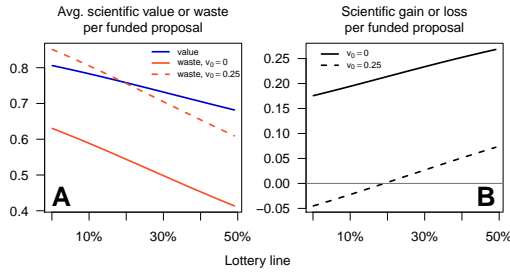 Avg. scientific value or waste
per funded proposal
value
waste, v0 = 0
waste, v0 = 0.25
0.8
0.7
0.6
0.5
0.4
A
10%
30%
50%
Scientific gain or loss
per funded proposal
v0 = 0
v0 = 0.25
0.25
0.20
0.15
0.10
0.05
0.00
−0.05
B
10%
30%
50%
Lottery line